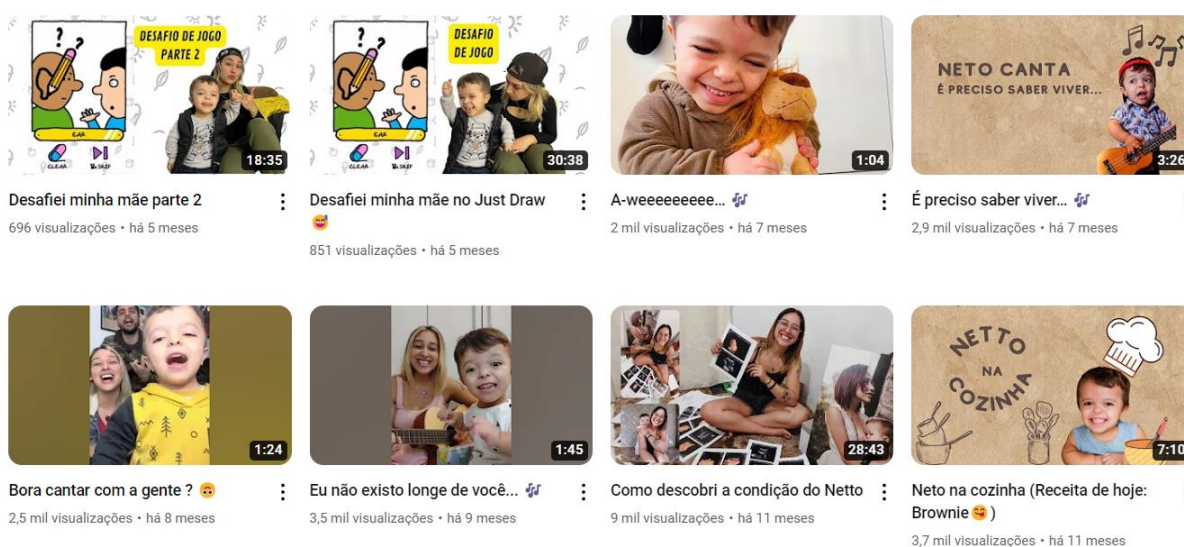 DESAFIO DE JOGO
PARTE 2
? ?
EAR
CLEAR
SKIP
18:35
DESAFIO
DE JOGO
? ?
EAR
CLEAR
SKIP
30:38
1:04
NETO CANTA
É PRECISO SABER VIVER...
3:26
Desafiei minha mãe parte 2
696 visualizações • há 5 meses
Desafiei minha mãe no Just Draw
😅
851 visualizações • há 5 meses
A-weeeeeeeee... 🎶
2 mil visualizações • há 7 meses
É preciso saber viver... 🎶
2,9 mil visualizações • há 7 meses
1:24
1:45
28:43
NETTO
NA
COZINHA
7:10
Bora cantar com a gente ? 🙃
2,5 mil visualizações • há 8 meses
Eu não existo longe de você... 🎶
3,5 mil visualizações • há 9 meses
Como descobri a condição do Netto
9 mil visualizações • há 11 meses
Neto na cozinha (Receita de hoje:
Brownie😋)
3,7 mil visualizações • há 11 meses